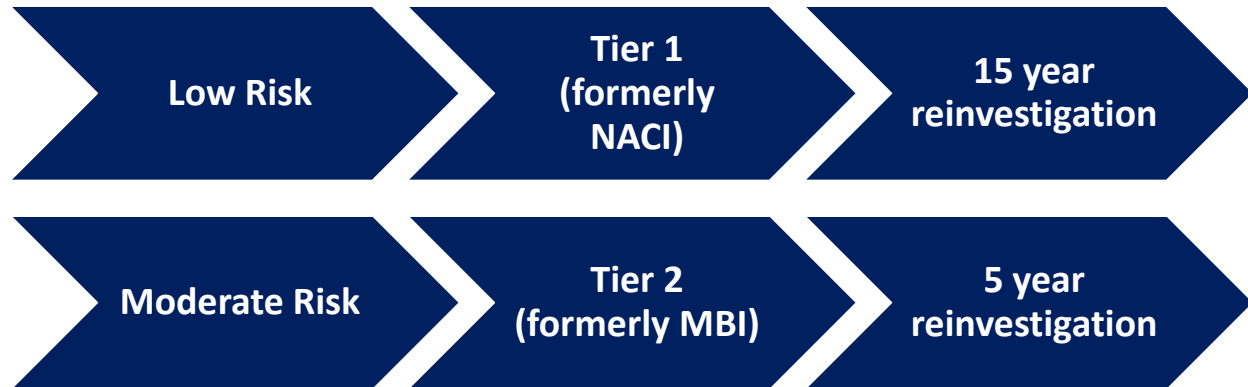 Low Risk
Tier 1
(formerly
NACI)
15 year
reinvestigation
Moderate Risk
Tier 2
(formerly MBI)
5 year
reinvestigation